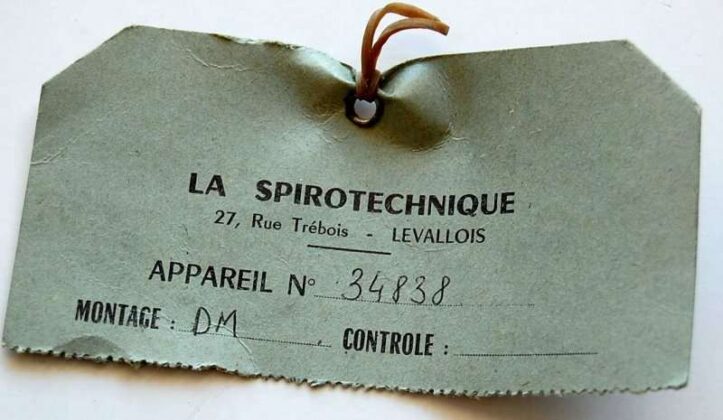 LA SPIROTECHNIQUE
27, Rue Trébois - LEVALLOIS
APPAREIL N° 34838
MONTAGE : DM
CONTROLE :